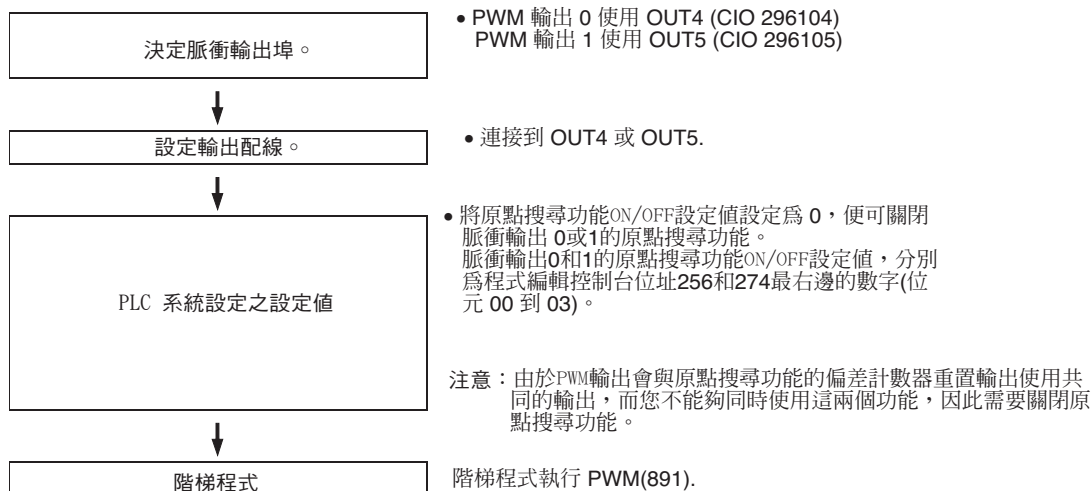 決定脈衝輸出埠。
• PWM 輸出 0 使用 OUT4 (CIO 296104)
PWM 輸出 1 使用 OUT5 (CIO 296105)
設定輸出配線。
• 連接到 OUT4 或 OUT5.
PLC 系統設定之設定値
• 將原點搜尋功能ON/OFF設定値設定爲 0，便可關閉
脈衝輸出 0或1的原點搜尋功能。
脈衝輸出0和1的原點搜尋功能ON/OFF設定値，分別
爲程式編輯控制台位址256和274最右邊的數字(位
元 00 到 03)。
注意：由於PWM輸出會與原點搜尋功能的偏差計數器重置輸出使用共
同的輸出，而您不能夠同時使用這兩個功能，因此需要關閉原
點搜尋功能。
階梯程式
階梯程式執行 PWM(891).